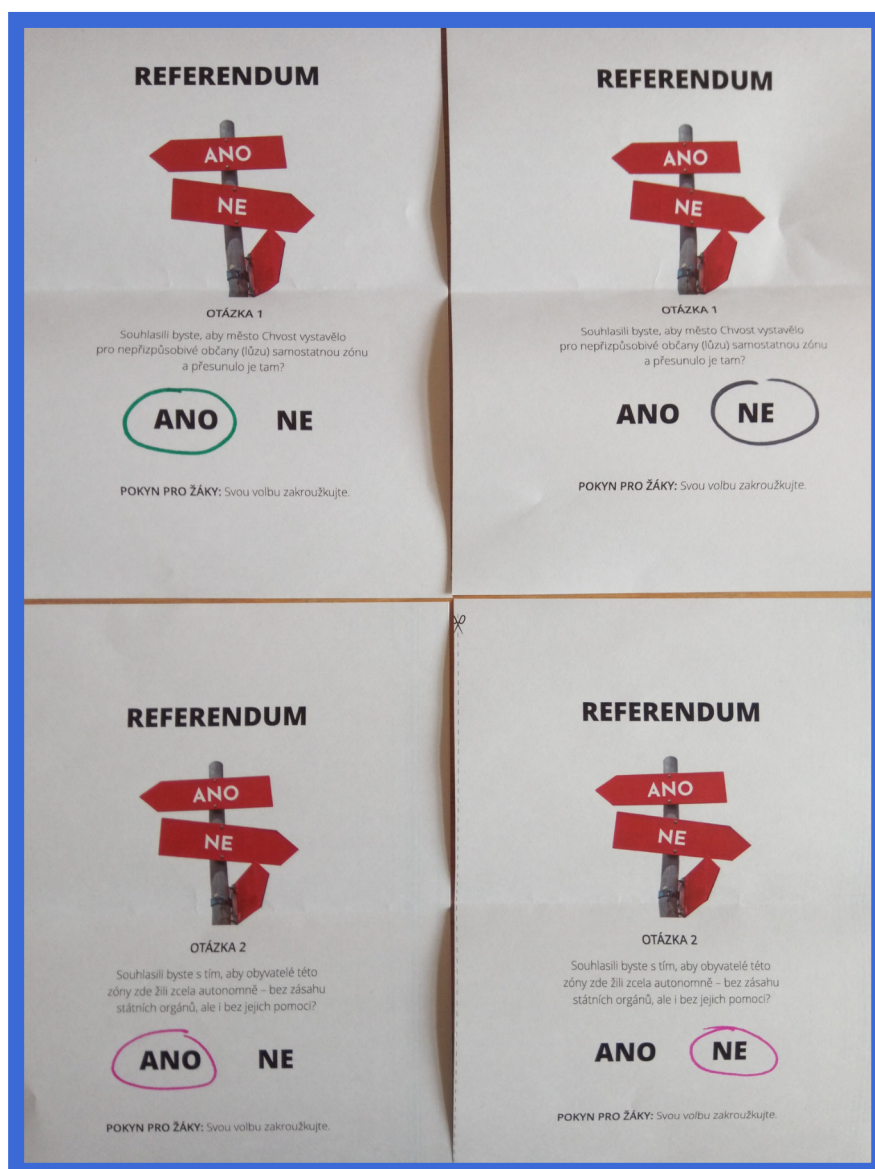 REFERENDUM
ANO
NE
OTÁZKA 1
Souhlasili byste, aby město Chvost vystavělo
pro nepřizpůsobivé občany (lůzu) samostatnou zónu
a přesunulo je tam?
ANO NE
POKYN PRO ŽÁKY: Svou volbu zakroužkujte.
REFERENDUM
ANO
NE
OTÁZKA 1
Souhlasili byste, aby město Chvost vystavělo
pro nepřizpůsobivé občany (lůzu) samostatnou zónu
a přesunulo je tam?
ANO NE
POKYN PRO ŽÁKY: Svou volbu zakroužkujte.
REFERENDUM
ANO
NE
OTÁZKA 2
Souhlasili byste s tím, aby obyvatelé této
zóny zde žili zcela autonomně – bez zásahu
státních orgánů, ale i bez jejich pomoci?
ANO NE
POKYN PRO ŽÁKY: Svou volbu zakroužkujte.
REFERENDUM
ANO
NE
OTÁZKA 2
Souhlasili byste s tím, aby obyvatelé této
zóny zde žili zcela autonomně – bez zásahu
státních orgánů, ale i bez jejich pomoci?
ANO NE
POKYN PRO ŽÁKY: Svou volbu zakroužkujte.